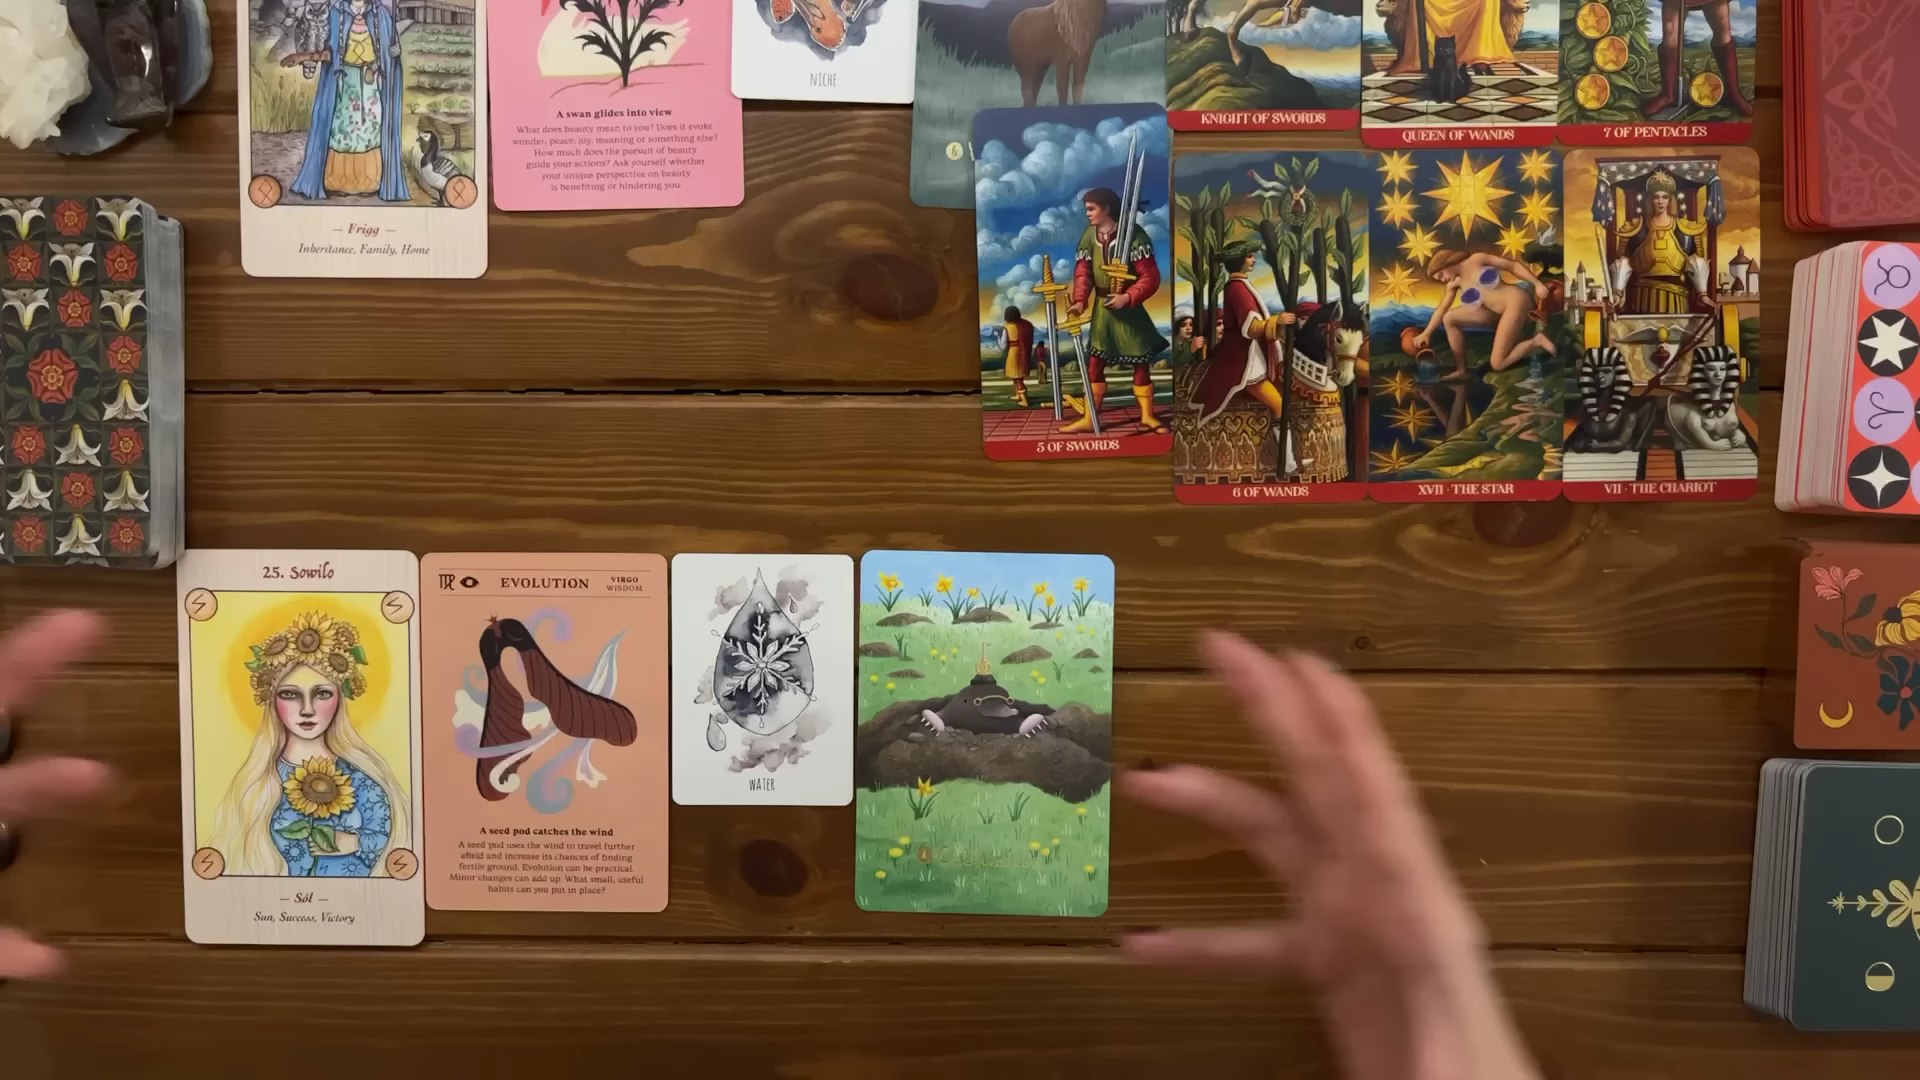 — Frigg —
Inheritance, Family, Home
A swan glides into view
What does beauty mean to you? Does it evoke
wonder, peace, joy, meaning or something else?
How much does the pursuit of beauty
guide your actions? Ask yourself whether
your unique perspective on beauty
is benefiting or hindering you.
NICHE
6
KNIGHT OF SWORDS
QUEEN OF WANDS
7 OF PENTACLES
5 OF SWORDS
6 OF WANDS
XVII · THE STAR
VII · THE CHARIOT
25. Sowilo
— Sól —
Sun, Success, Victory
EVOLUTION
VIRGO
WISDOM
A seed pod catches the wind
A seed pod uses the wind to travel further
afield and increase its chances of finding
fertile ground. Evolution can be practical.
Minor changes can add up. What small, useful
habits can you put in place?
WATER